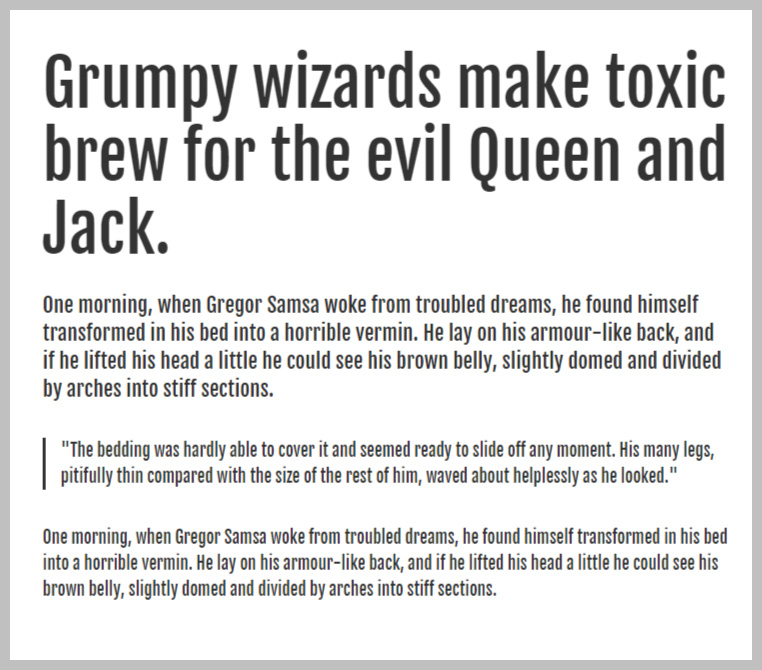 Grumpy wizards make toxic
brew for the evil Queen and
Jack.
One morning, when Gregor Samsa woke from troubled dreams, he found himself
transformed in his bed into a horrible vermin. He lay on his armour-like back, and
if he lifted his head a little he could see his brown belly, slightly domed and divided
by arches into stiff sections.
"The bedding was hardly able to cover it and seemed ready to slide off any moment. His many legs,
pitifully thin compared with the size of the rest of him, waved about helplessly as he looked."
One morning, when Gregor Samsa woke from troubled dreams, he found himself transformed in his bed
into a horrible vermin. He lay on his armour-like back, and if he lifted his head a little he could see his
brown belly, slightly domed and divided by arches into stiff sections.